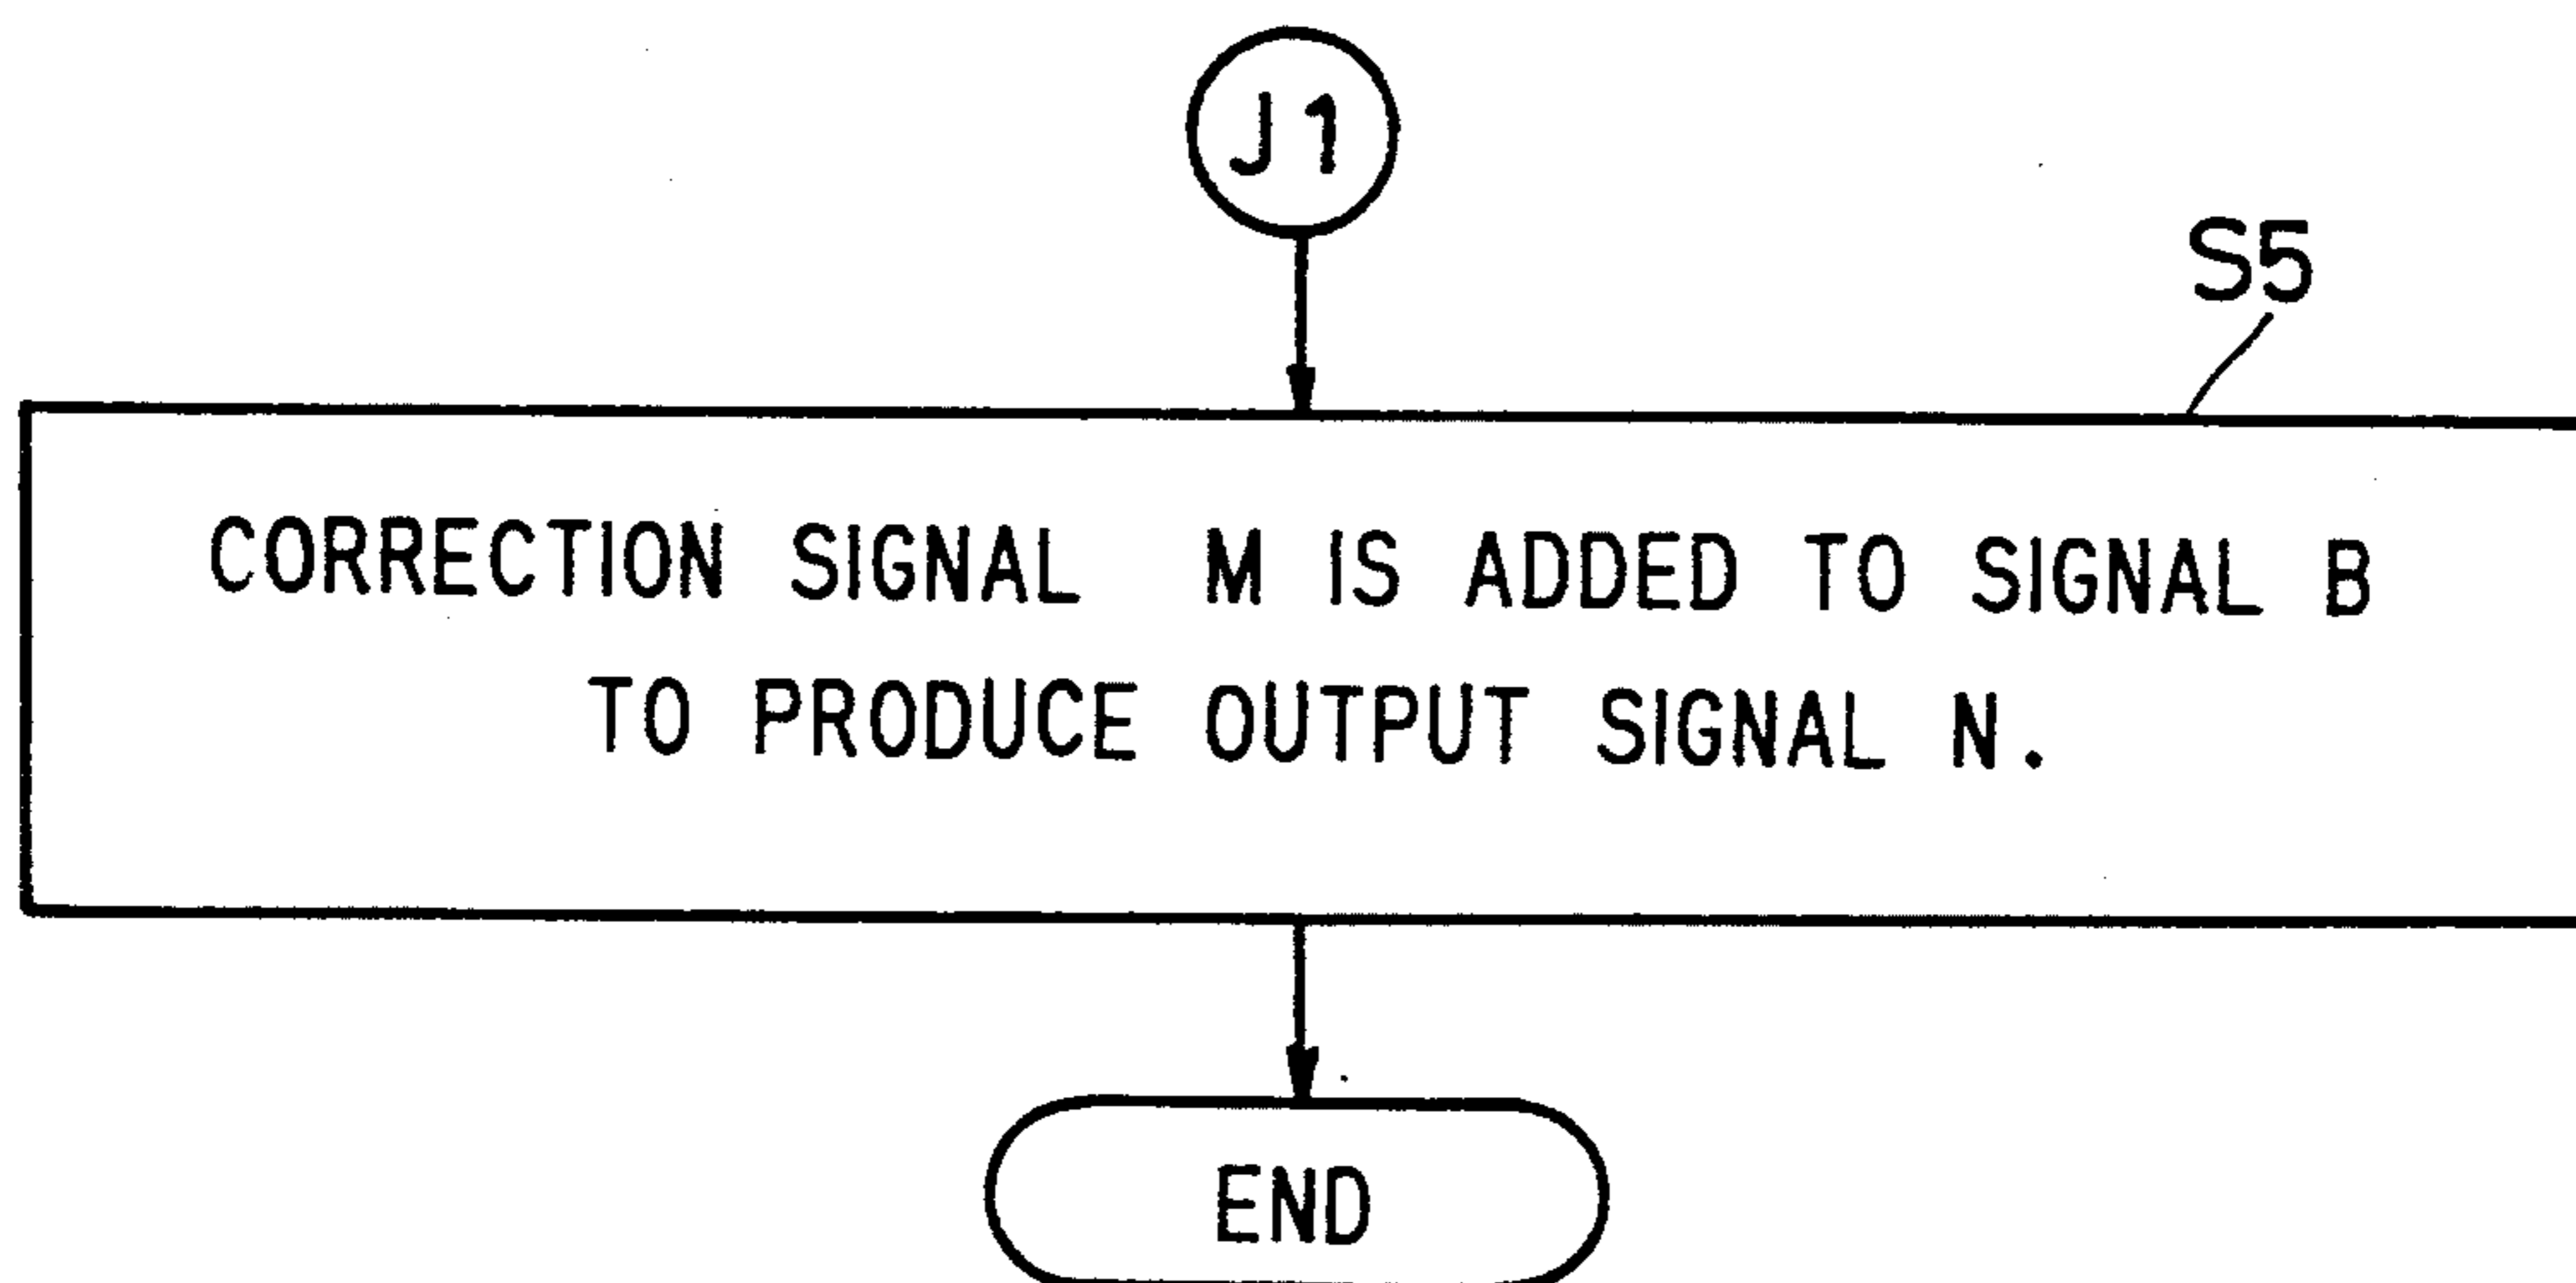 J1
S5
CORRECTION SIGNAL M IS ADDED TO SIGNAL B
TO PRODUCE OUTPUT SIGNAL N.
END